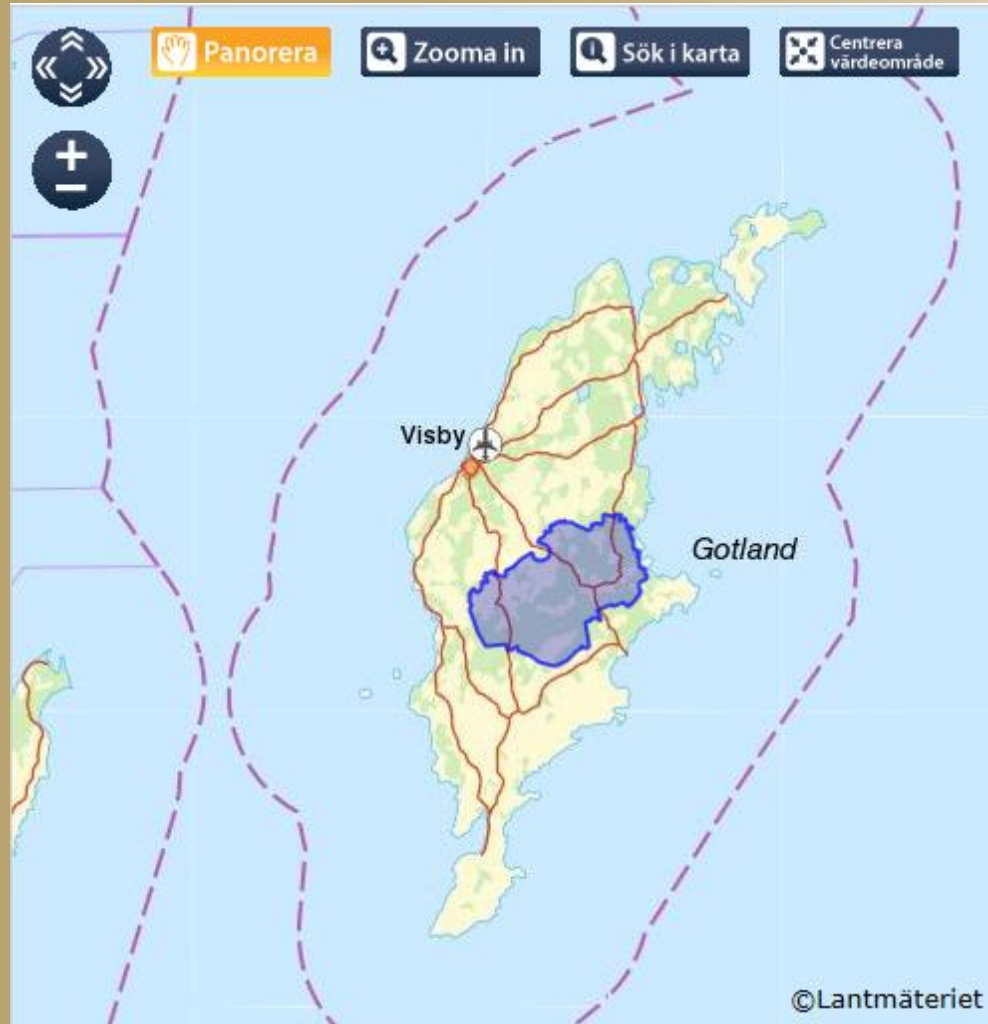 Panorera
Zooma in
Sök i karta
Centrera
värdeområde
Visby
Gotland
©Lantmäteriet